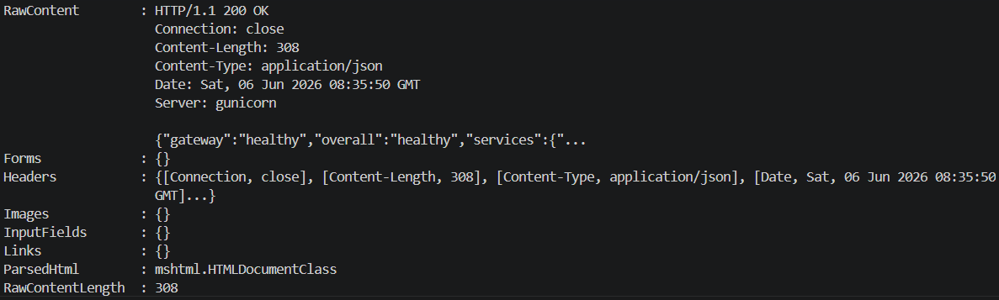 RawContent        : HTTP/1.1 200 OK
                    Connection: close
                    Content-Length: 308
                    Content-Type: application/json
                    Date: Sat, 06 Jun 2026 08:35:50 GMT
                    Server: gunicorn

                    {"gateway":"healthy","overall":"healthy","services":{"...
Forms             : {}
Headers           : {[Connection, close], [Content-Length, 308], [Content-Type, application/json], [Date, Sat, 06 Jun 2026 08:35:50
                    GMT]...}
Images            : {}
InputFields       : {}
Links             : {}
ParsedHtml        : mshtml.HTMLDocumentClass
RawContentLength  : 308